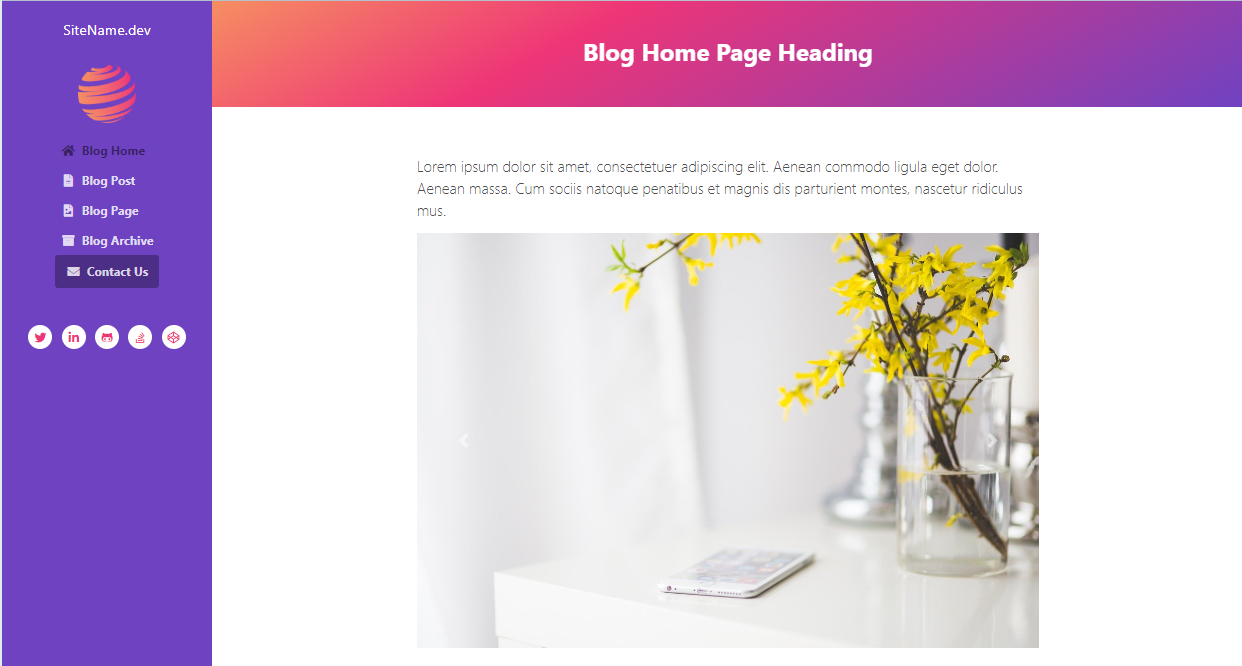 SiteName.dev
Blog Home Page Heading
Blog Home
Blog Post
Blog Page
Blog Archive
Contact Us
Lorem ipsum dolor sit amet, consectetuer adipiscing elit. Aenean commodo ligula eget dolor.
Aenean massa. Cum sociis natoque penatibus et magnis dis parturient montes, nascetur ridiculus
mus.